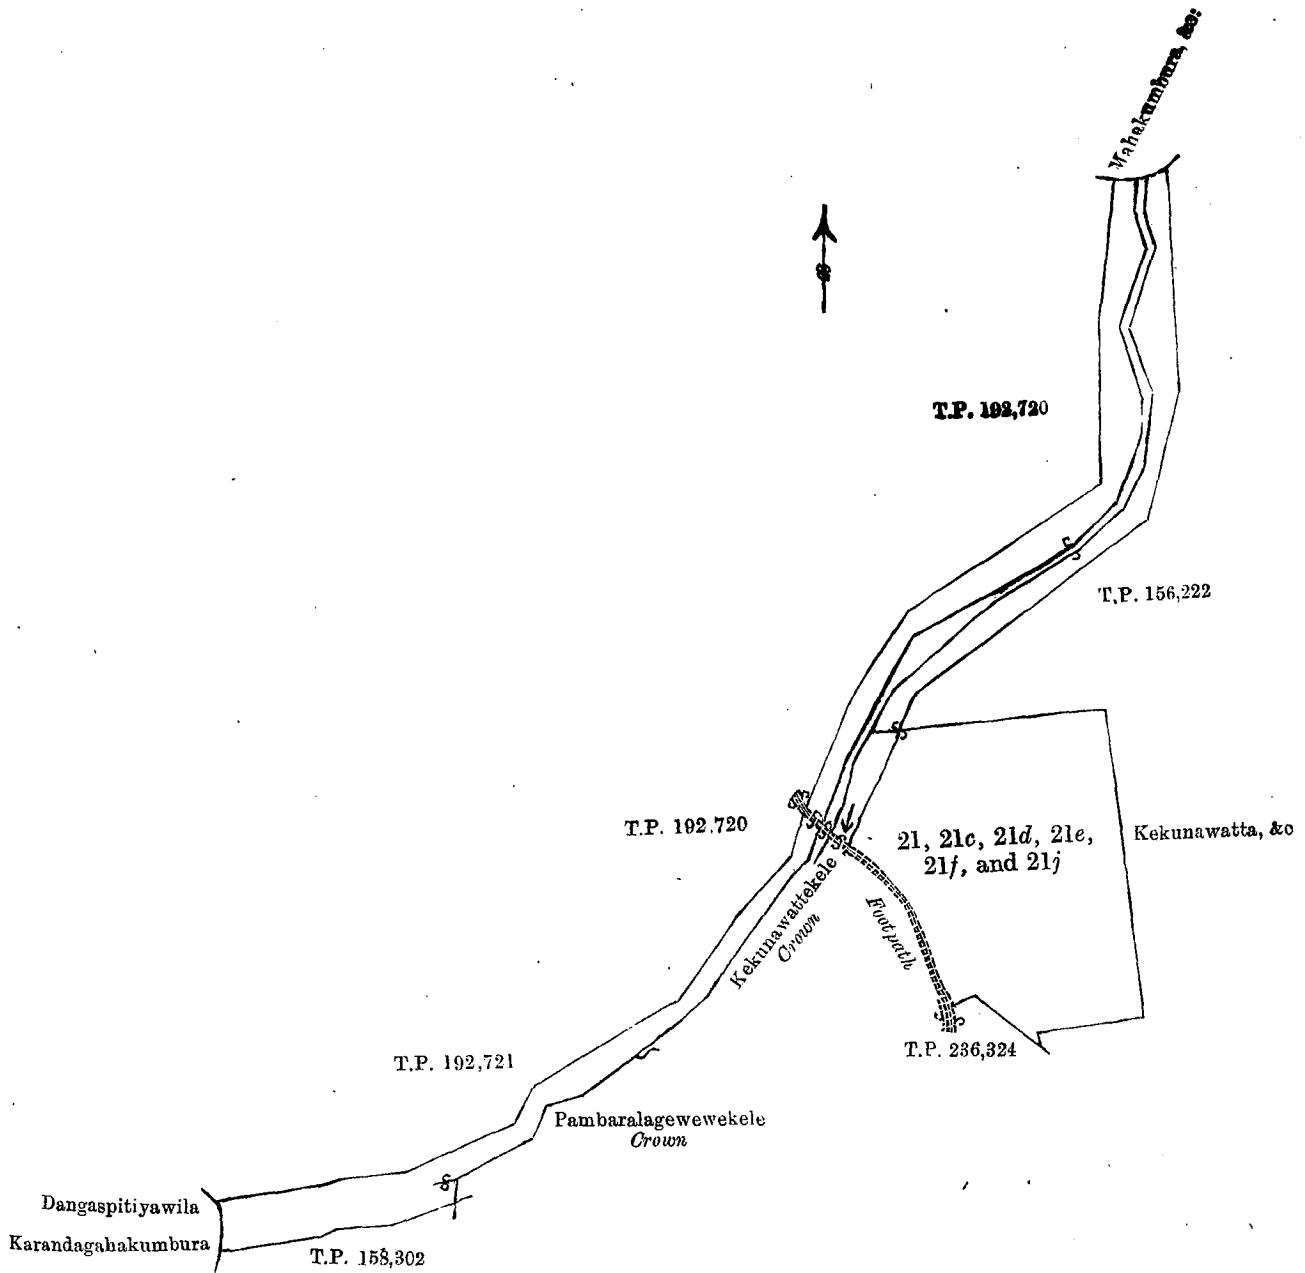 Mahakumbura, &c:
T.P. 192,720
T.P. 156,222
T.P. 192.720
21, 21c, 21d, 21e,
21f, and 21j
Kekunawatta, &c
Kekunawattekele
Crown
Footpath
T.P. 236,324
T.P. 192,721
Pambaralagewewekele
Crown
Dangaspitiyawila
Karandagahakumbura
T.P. 158,302